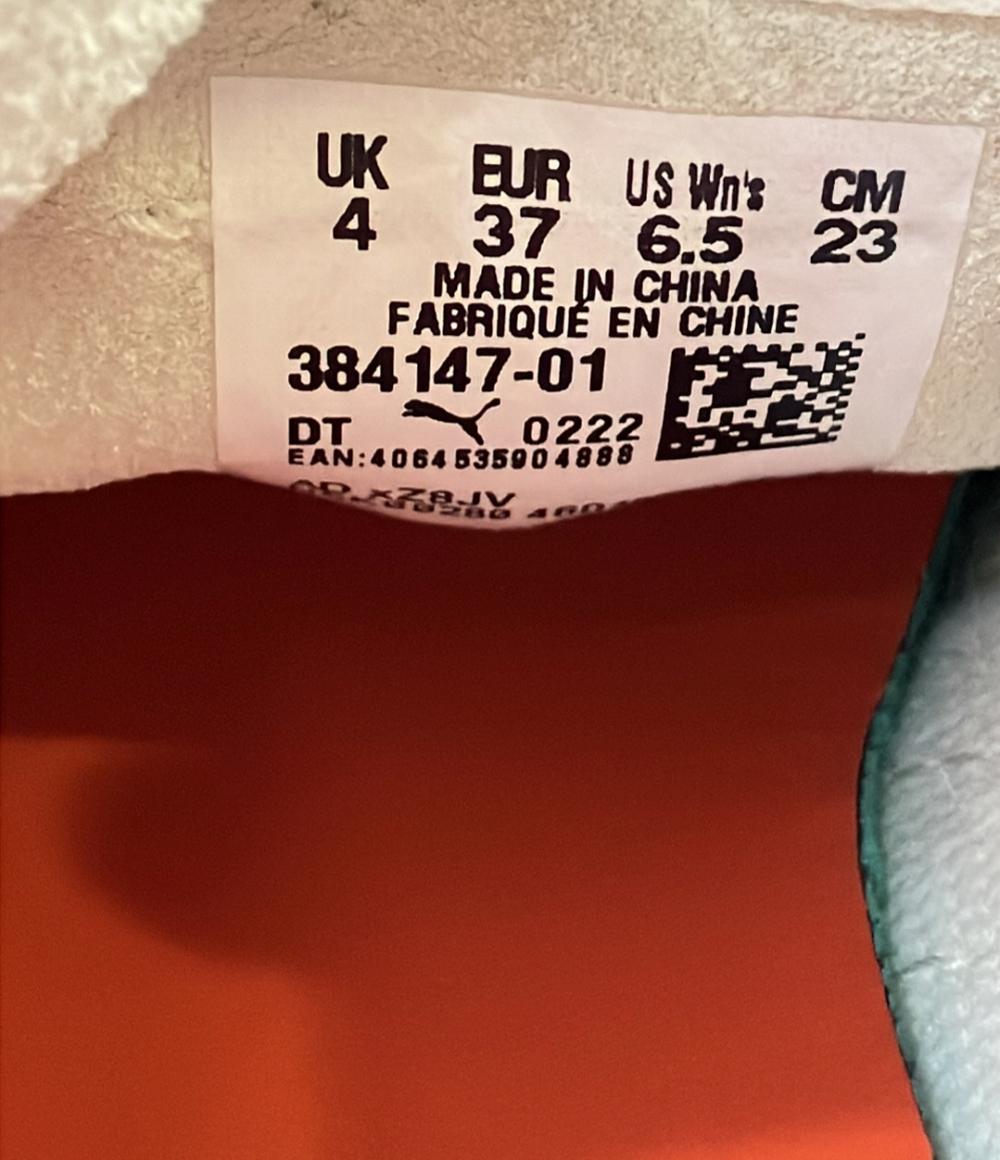 UK EUR US Wn's CM
4 37 6.5 23
MADE IN CHINA
FABRIQUÉ EN CHINE
384147-01
DT 0222
EAN:4064535904888